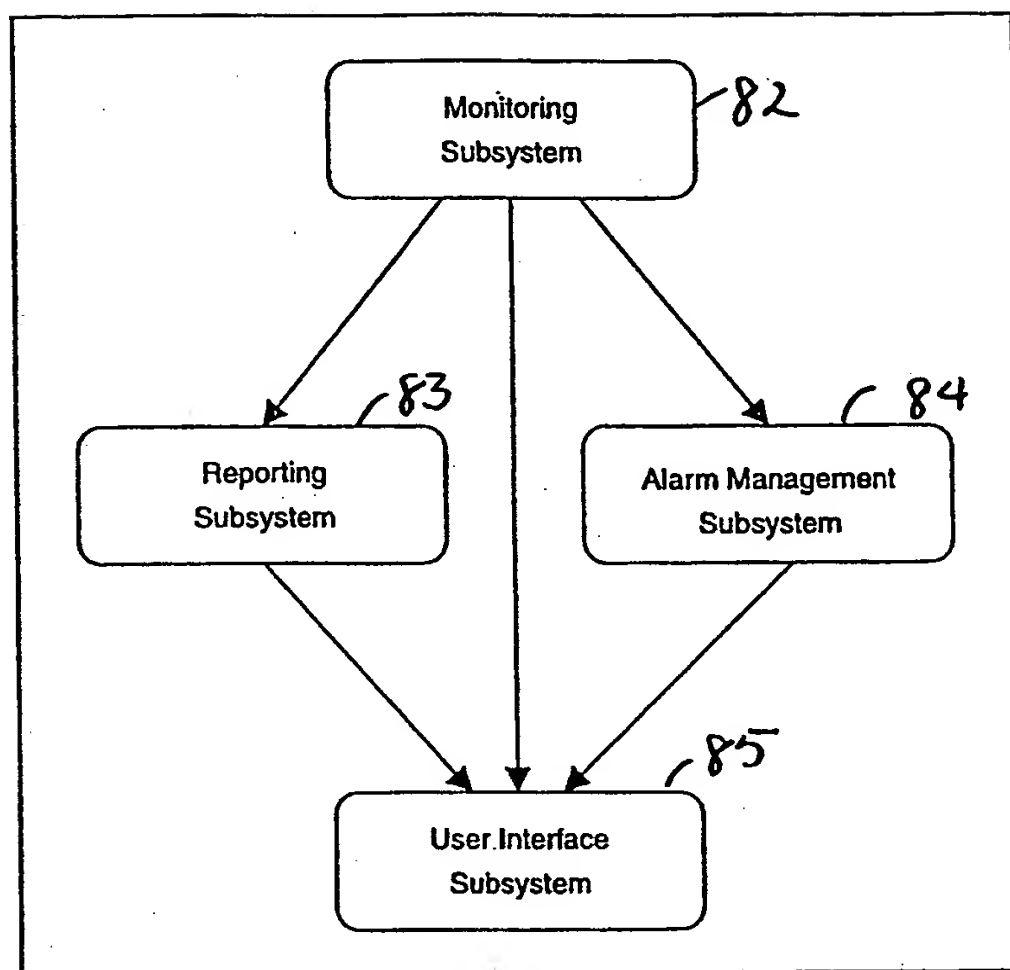 Monitoring
Subsystem
82
83
84
Reporting
Subsystem
Alarm Management
Subsystem
85
User Interface
Subsystem